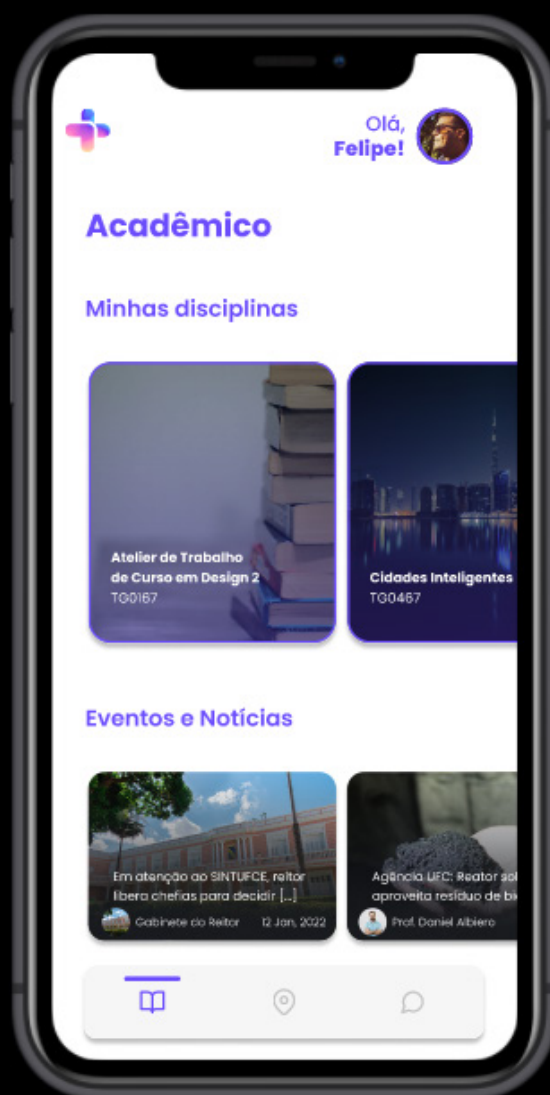 Olá,
Felipe!
Acadêmico
Minhas disciplinas
Atelier de Trabalho
de Curso em Design 2
TG0167
Cidades Inteligentes
TG0467
Eventos e Notícias
Em atenção ao SINTUFCE, reitor
libera chefias para decidir [...]
Gabinete do Reitor
12 Jan, 2022
Agência UFC: Reator sol
aproveita resíduo de bi
Prof. Daniel Albiero